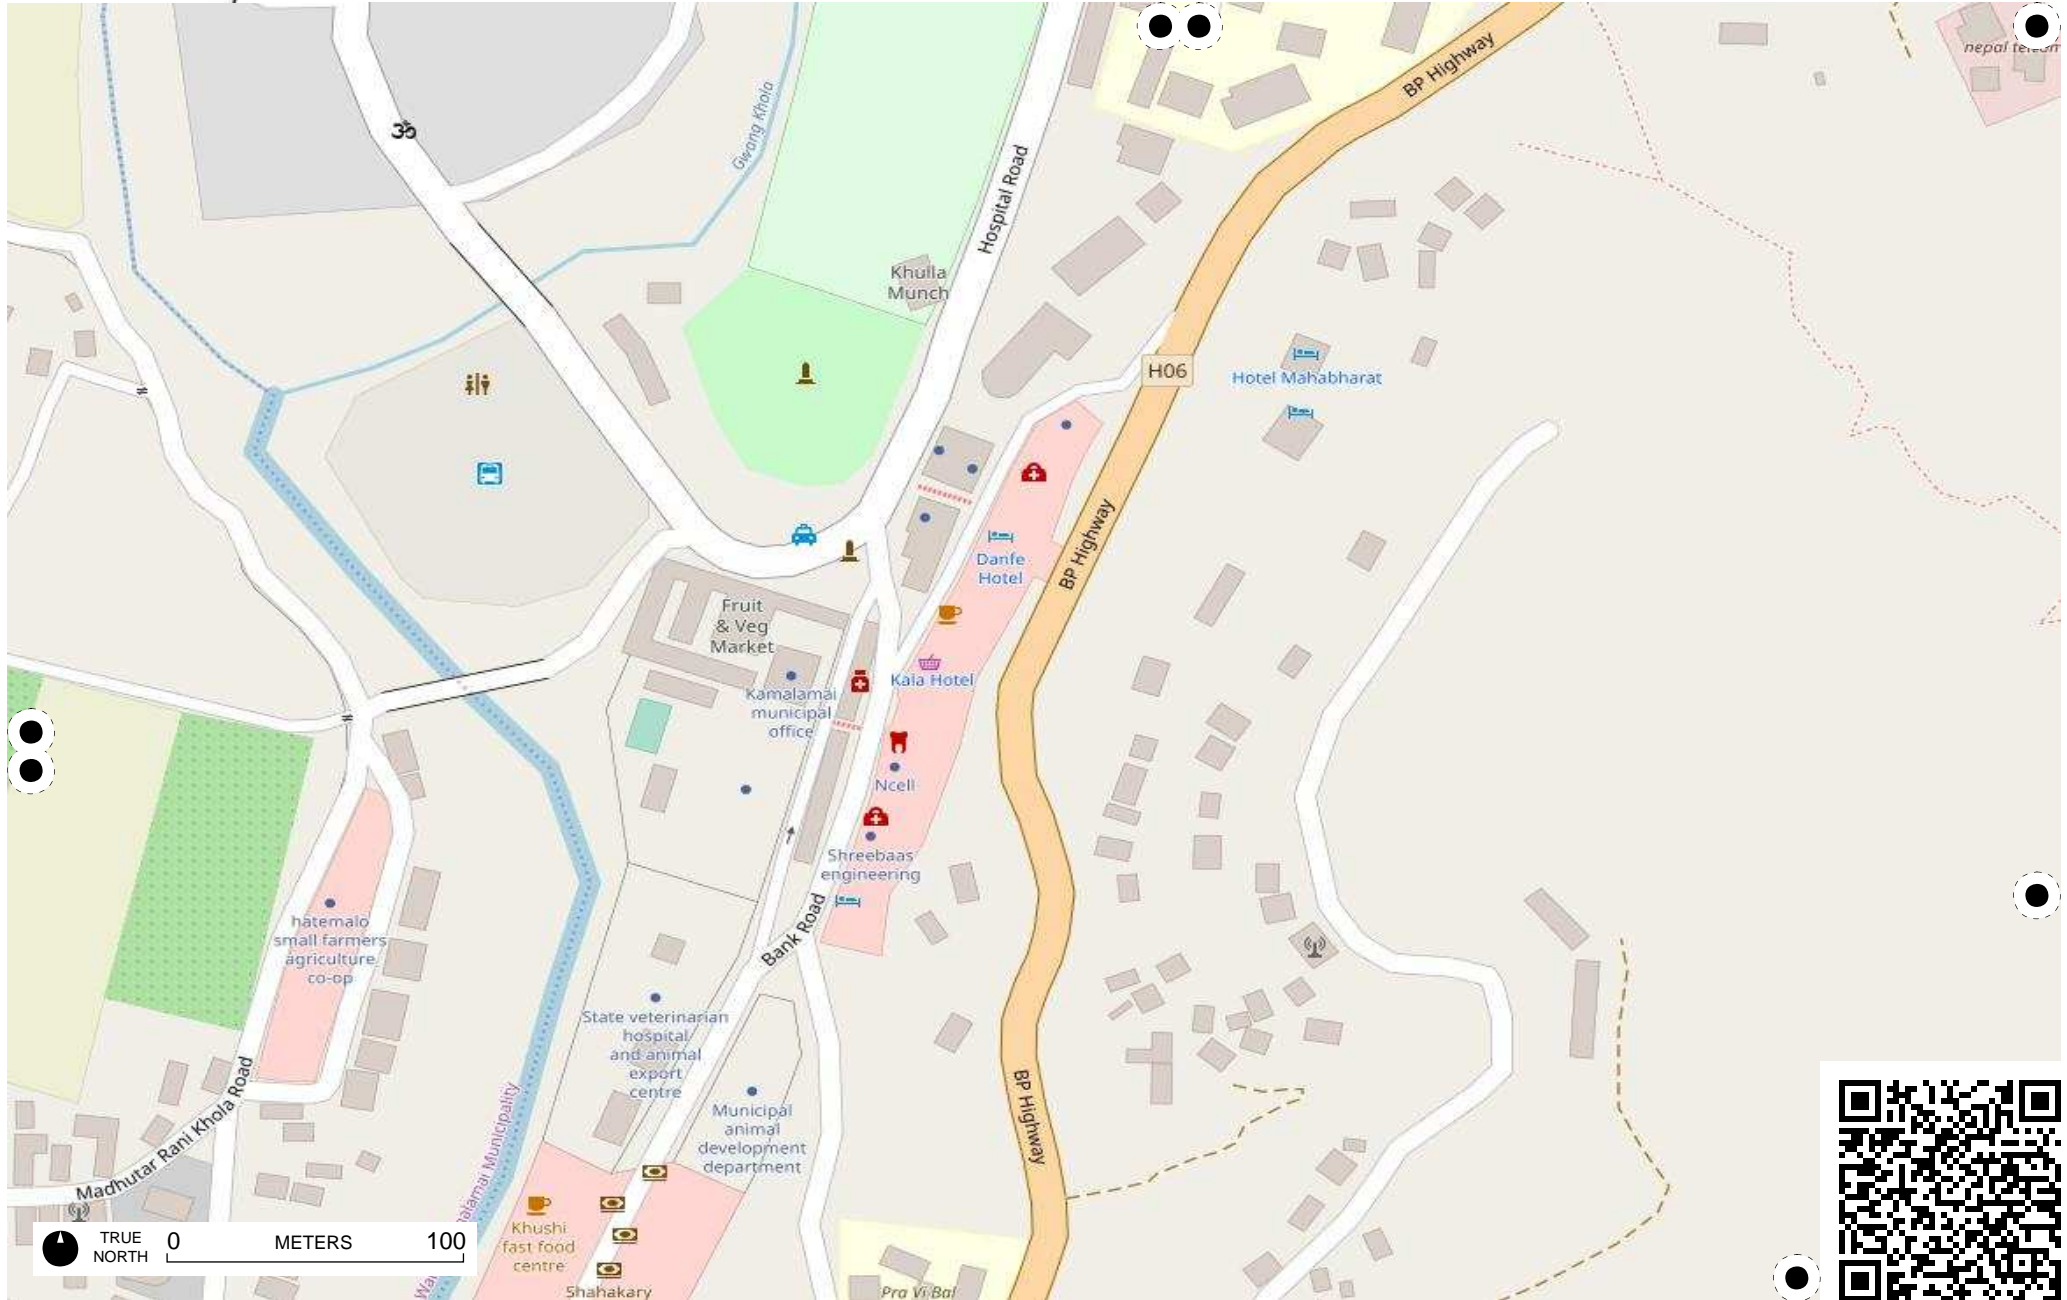 BP Highway
nepal telecom
ॐ
Gwang Khola
Hospital Road
Khulla
Munch
H06
Hotel Mahabharat
BP Highway
Danfe
Hotel
Fruit
& Veg
Market
Kamalamai
municipal
office
Kala Hotel
Ncell
Shreebaas
engineering
Bank Road
hatemalo
small farmers
agriculture
co-op
State veterinarian
hospital
and animal
export
centre
Municipal
animal
development
department
BP Highway
Madhutar Rani Khola Road
Khushi
fast food
centre
Shahakary
Pra Vi Bal
TRUE
NORTH
0 METERS 100